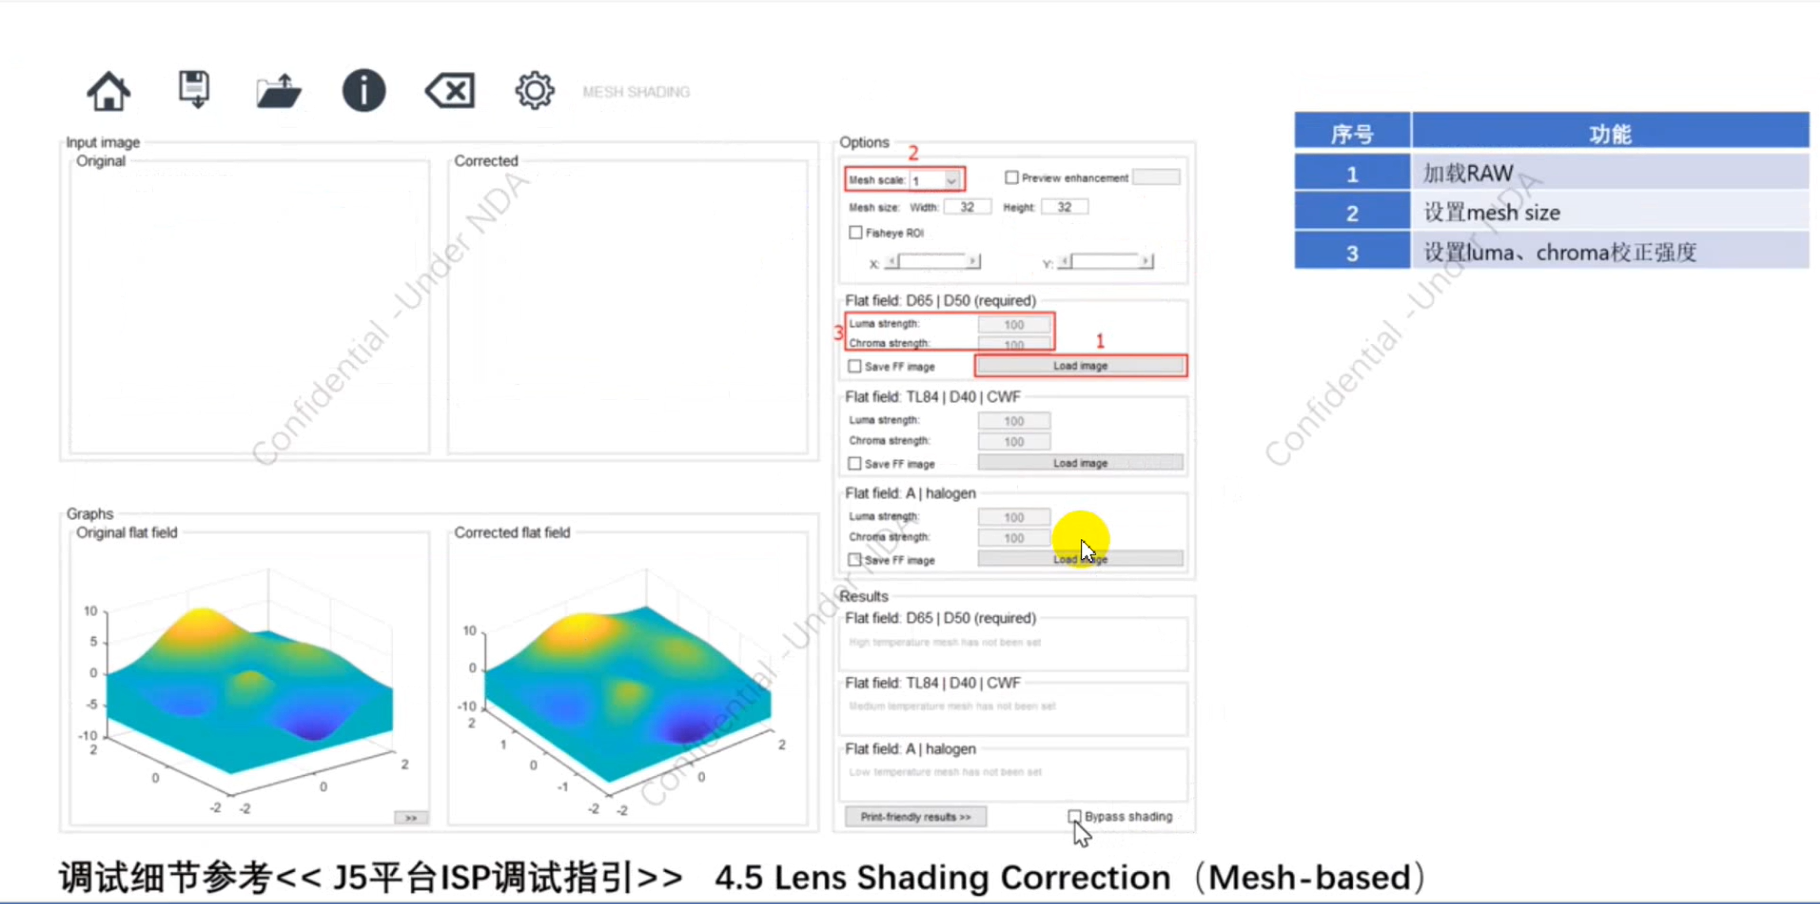 MESH SHADING
Input image
Original
Corrected
Options
2
Mesh scale: 1
Preview enhancement
Mesh size: Width: 32 Height: 32
Fisheye ROI
X:
Y:
Flat field: D65 | D50 (required)
3
Luma strength: 100
Chroma strength: 100
1
Save FF image
Load image
Flat field: TL84 | D40 | CWF
Luma strength: 100
Chroma strength: 100
Save FF image
Load image
Flat field: A | halogen
Luma strength: 100
Chroma strength: 100
Save FF image
Load image
Graphs
Original flat field
10
5
0
-5
-10
2
0
-2
-2
0
2
>>
Corrected flat field
10
0
-10
2
1
0
-1
-2
-2
0
2
Results
Flat field: D65 | D50 (required)
High temperature mesh has not been set
Flat field: TL84 | D40 | CWF
Medium temperature mesh has not been set
Flat field: A | halogen
Low temperature mesh has not been set
Print-friendly results >>
Bypass shading
序号 功能
1 加载RAW
2 设置mesh size
3 设置luma、chroma校正强度
Confidential -Under NDA
Confidential -Under NDA
Confidential -Under NDA
调试细节参考<< J5平台ISP调试指引>> 4.5 Lens Shading Correction（Mesh-based）